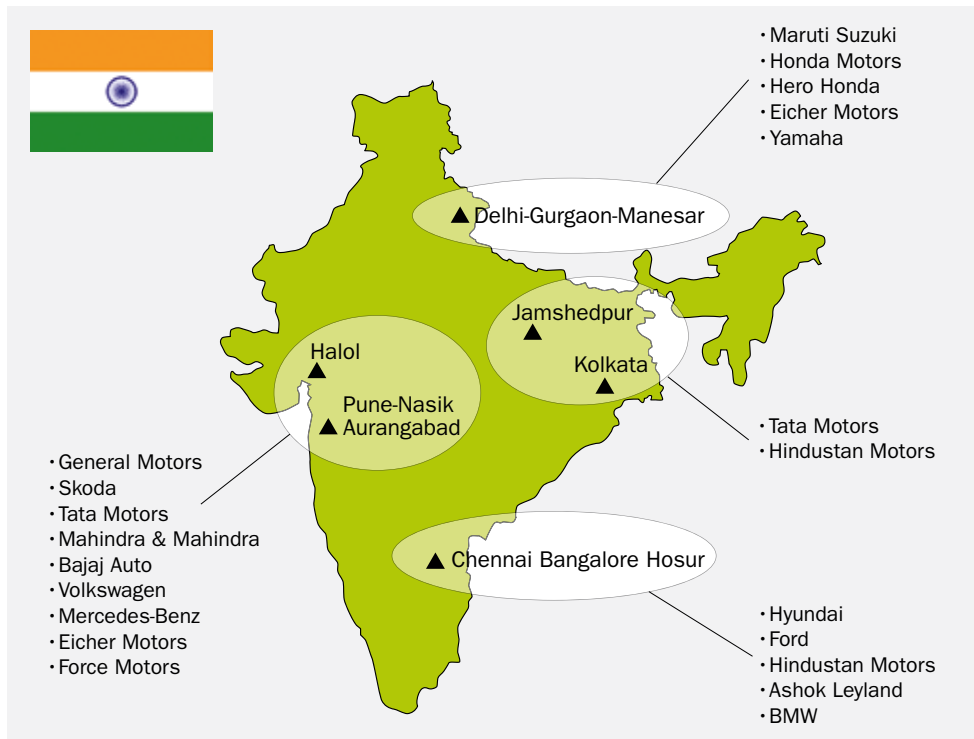 · Maruti Suzuki
· Honda Motors
· Hero Honda
· Eicher Motors
· Yamaha
Delhi-Gurgaon-Manesar
Jamshedpur
Kolkata
Halol
Pune-Nasik
Aurangabad
· Tata Motors
· Hindustan Motors
· General Motors
· Skoda
· Tata Motors
· Mahindra & Mahindra
· Bajaj Auto
· Volkswagen
· Mercedes-Benz
· Eicher Motors
· Force Motors
Chennai Bangalore Hosur
· Hyundai
· Ford
· Hindustan Motors
· Ashok Leyland
· BMW